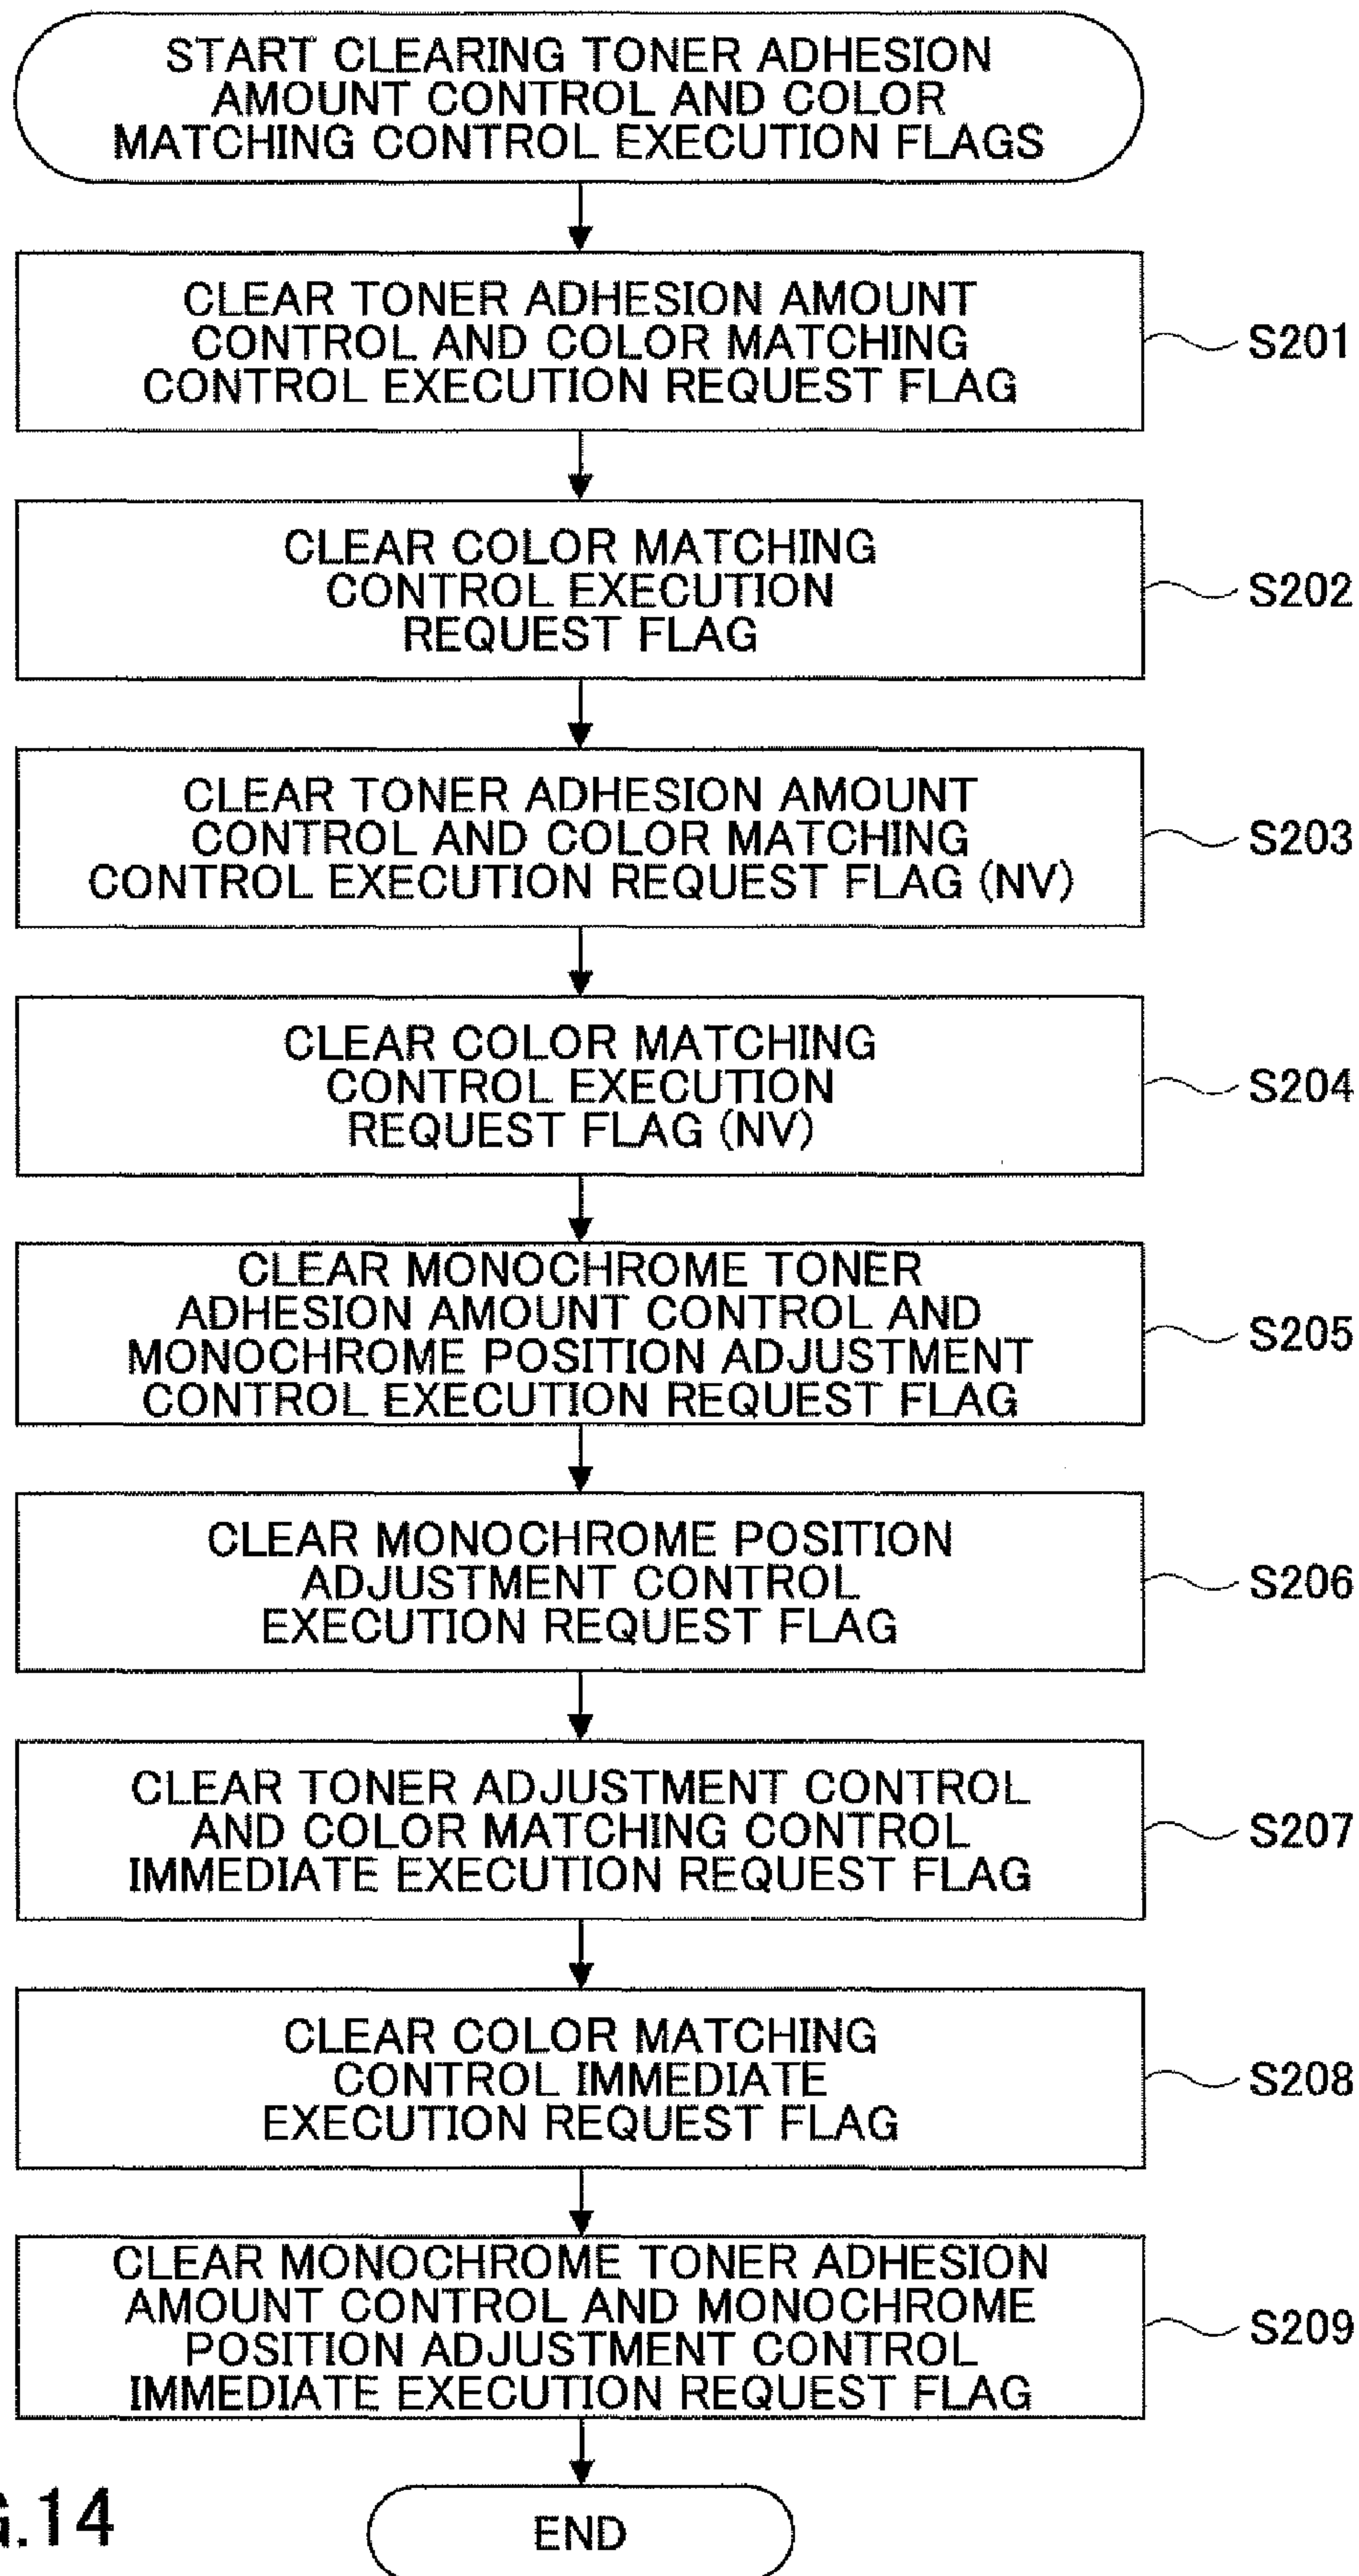 START CLEARING TONER ADHESION
AMOUNT CONTROL AND COLOR
MATCHING CONTROL EXECUTION FLAGS
CLEAR TONER ADHESION AMOUNT
CONTROL AND COLOR MATCHING
CONTROL EXECUTION REQUEST FLAG
S201
CLEAR COLOR MATCHING
CONTROL EXECUTION
REQUEST FLAG
S202
CLEAR TONER ADHESION AMOUNT
CONTROL AND COLOR MATCHING
CONTROL EXECUTION REQUEST FLAG (NV)
S203
CLEAR COLOR MATCHING
CONTROL EXECUTION
REQUEST FLAG (NV)
S204
CLEAR MONOCHROME TONER
ADHESION AMOUNT CONTROL AND
MONOCHROME POSITION ADJUSTMENT
CONTROL EXECUTION REQUEST FLAG
S205
CLEAR MONOCHROME POSITION
ADJUSTMENT CONTROL
EXECUTION REQUEST FLAG
S206
CLEAR TONER ADJUSTMENT CONTROL
AND COLOR MATCHING CONTROL
IMMEDIATE EXECUTION REQUEST FLAG
S207
CLEAR COLOR MATCHING
CONTROL IMMEDIATE
EXECUTION REQUEST FLAG
S208
CLEAR MONOCHROME TONER ADHESION
AMOUNT CONTROL AND MONOCHROME
POSITION ADJUSTMENT CONTROL
IMMEDIATE EXECUTION REQUEST FLAG
S209
END
G.14